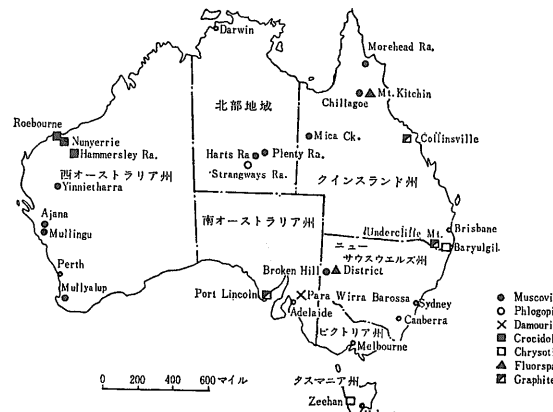 Darwin
Morehead Ra.
北部地域
Chillagoe
Mt. Kitchin
Roebourne
Nunyerrie
Hammersley Ra.
Mica Ck.
Collinsville
Harts Ra
Plenty Ra.
Strangways Ra.
西オーストラリア州
クインスランド州
Yinnietharra
南オーストラリア州
Ajana
Mullingu
Undercliffe Mt.
Brisbane
Baryulgil.
ニュー
サウスウエルズ州
Perth
Broken Hill
District
Mullyalup
Port Lincoln
Para Wirra Barossa
Sydney
Adelaide
Canberra
ビクトリア州
Melbourne
0 200 400 600 マイル
タスマニア州
Zeehan
Muscovi
Phlogopi
Damouri
Crocidol
Chrysoti
Fluorspa
Graphite